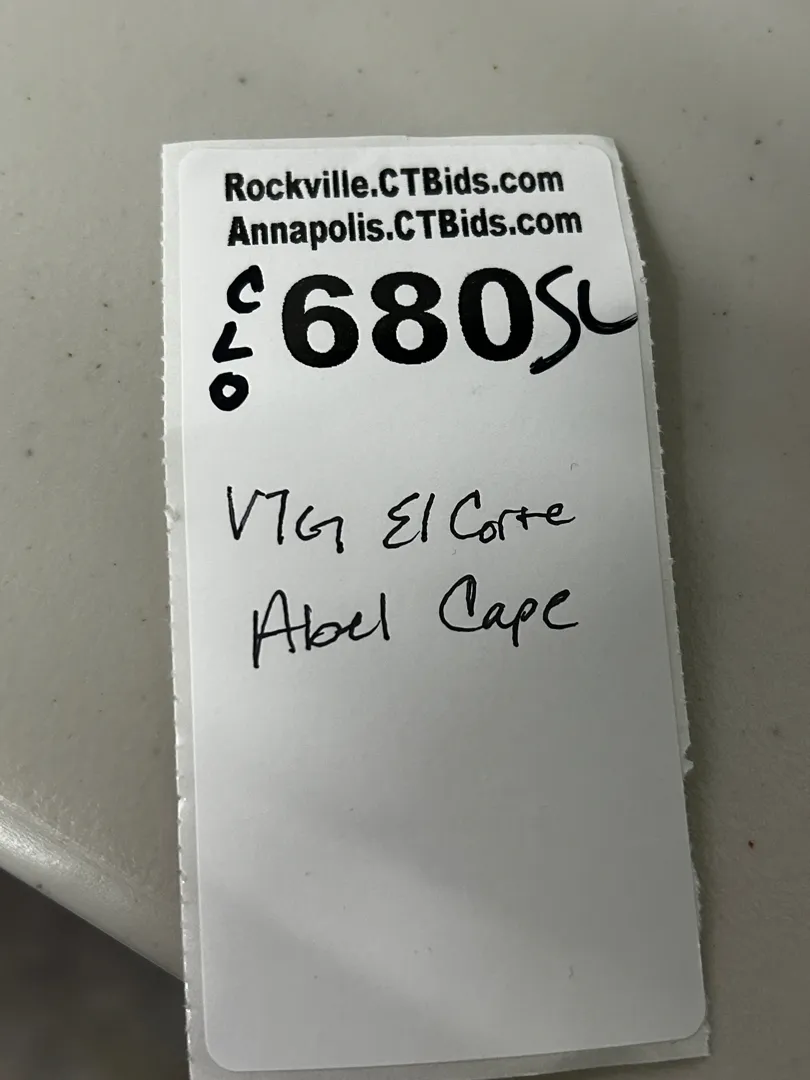 Rockville.CTBids.com
Annapolis.CTBids.com
CLO 680SL
VTG El Corte
Abel Cape